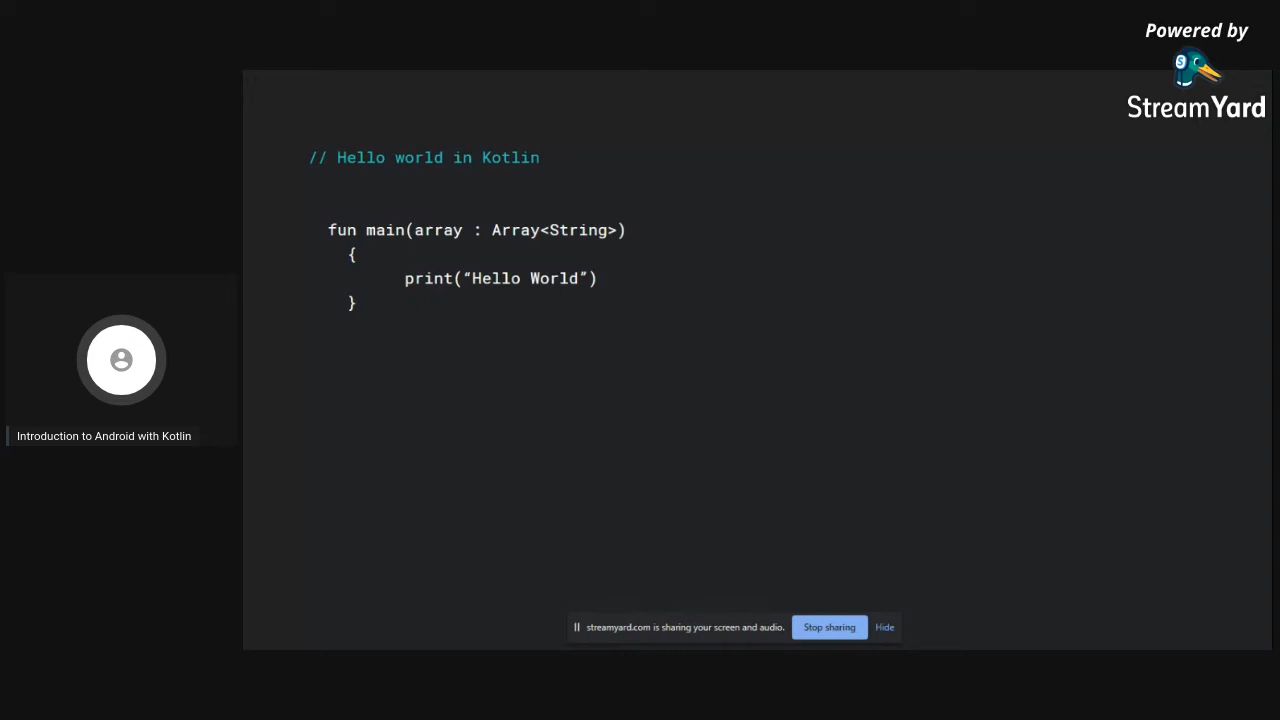 Powered by
StreamYard
// Hello world in Kotlin
fun main(array : Array<String>)
{
print(“Hello World”)
}
Introduction to Android with Kotlin
streamyard.com is sharing your screen and audio. Stop sharing Hide